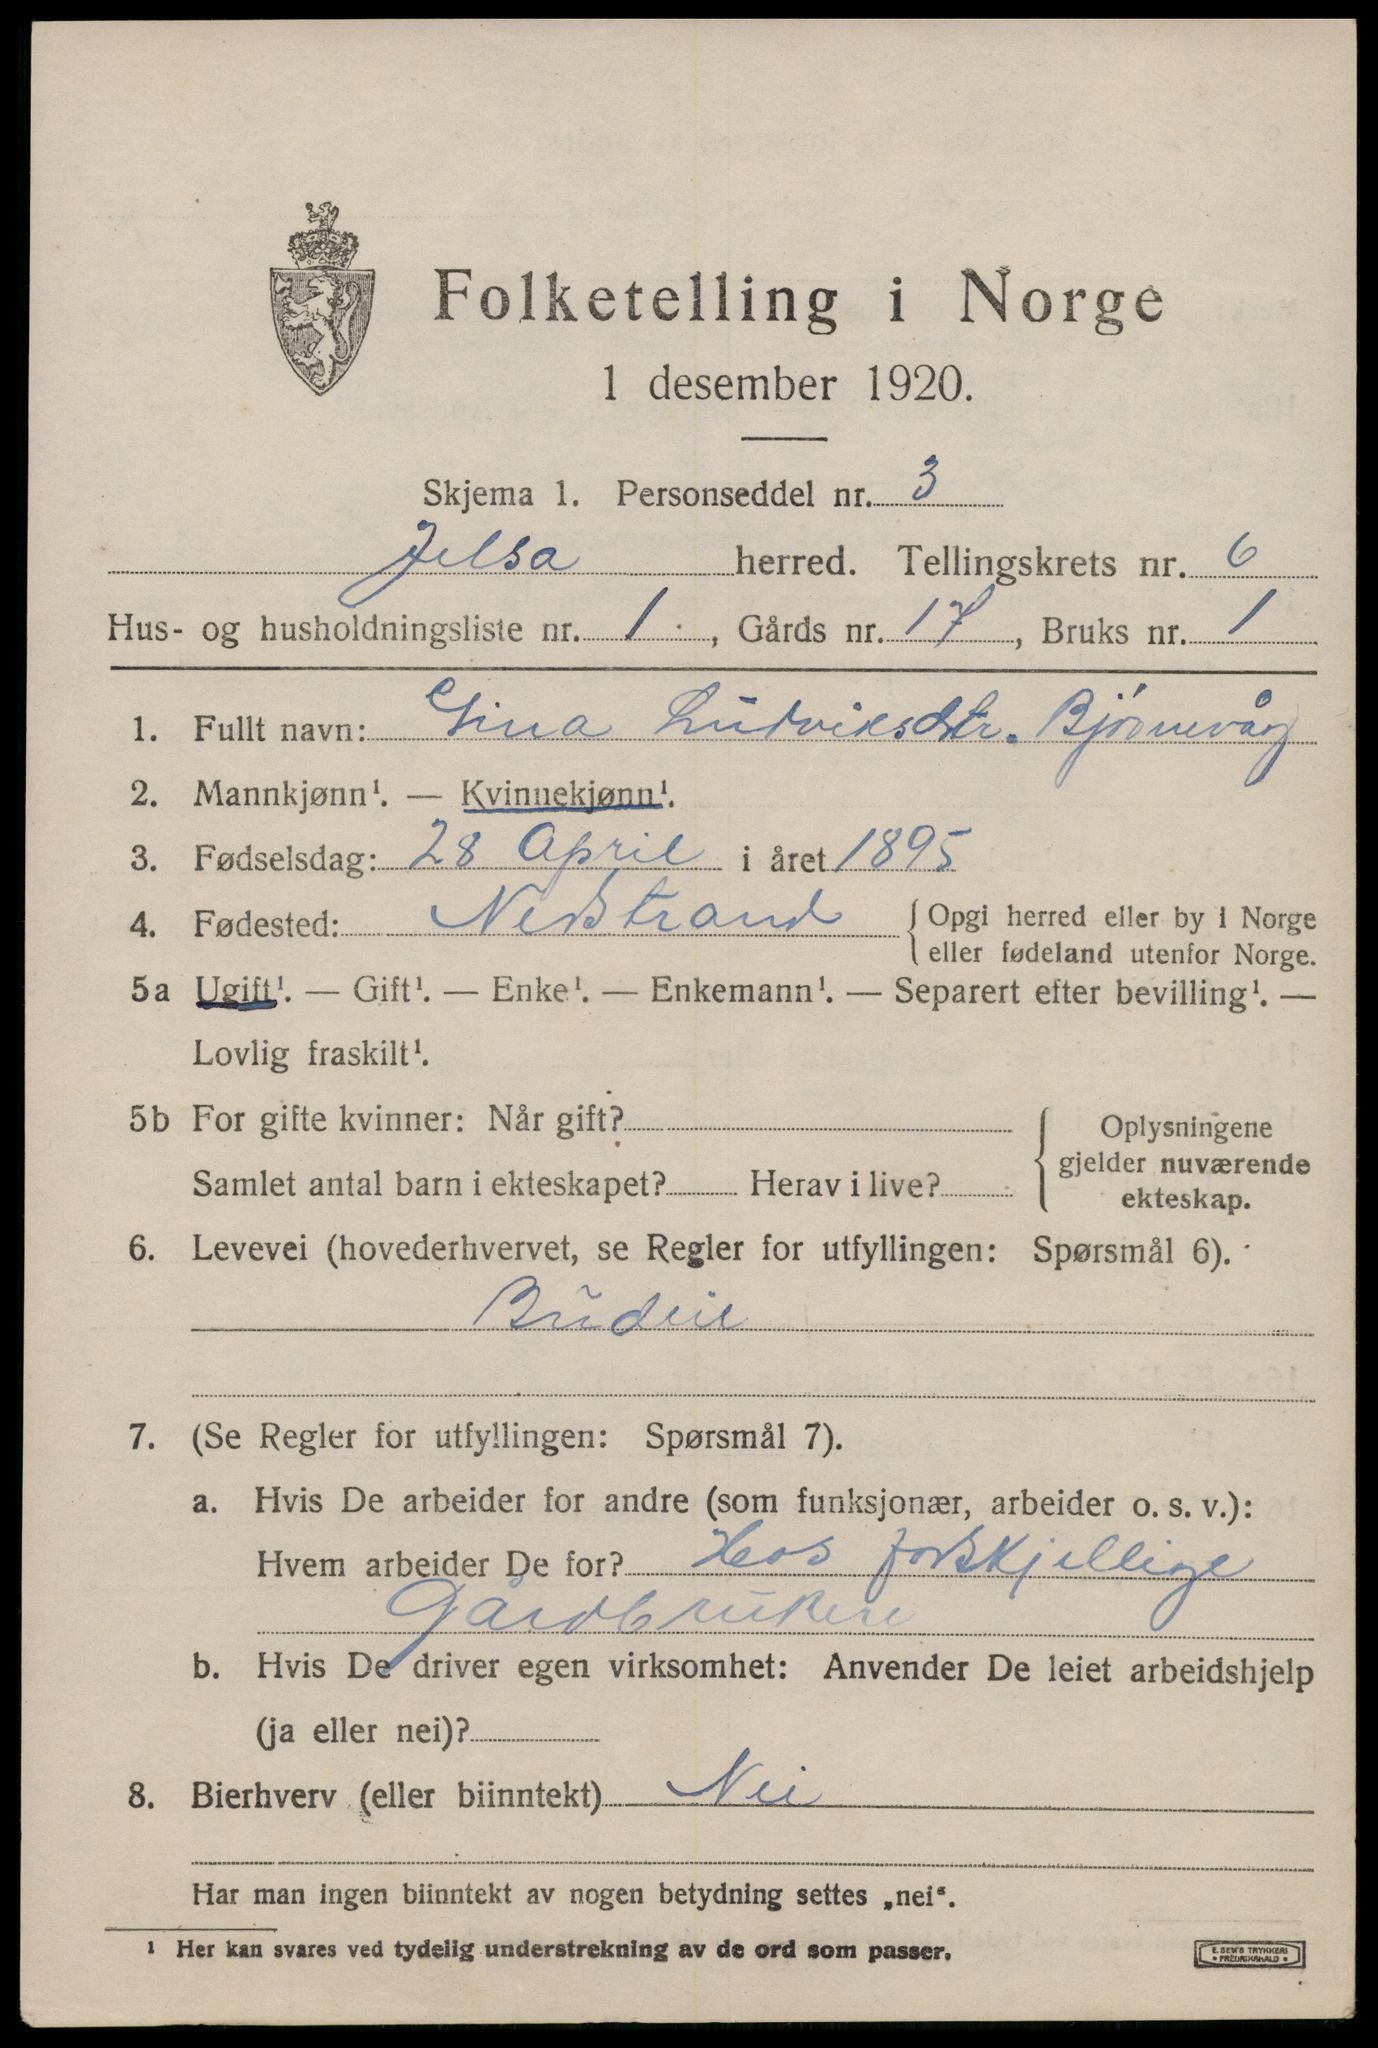 Folketelling i Norge
1 desember 1920.
Skjema 1. Personseddel nr. 3
Jelsa herred. Tellingskrets nr. 6
Hus- og husholdningsliste nr. 1, Gårds nr. 17, Bruks nr. 1
1. Fullt navn: Gina Ludviksdtr. Bjørnevåg
2. Mannkjønn¹. — Kvinnekjønn¹.
3. Fødselsdag: 28 April i året 1895
4. Fødested: Nedstrand { Opgi herred eller by i Norge
eller fødeland utenfor Norge.
5a Ugift¹. — Gift¹. — Enke¹. — Enkemann¹. — Separert efter bevilling¹. —
Lovlig fraskilt¹.
5b For gifte kvinner: Når gift?
Samlet antal barn i ekteskapet? Herav i live?
{ Oplysningene
gjelder nuværende
ekteskap.
6. Levevei (hovederhvervet, se Regler for utfyllingen: Spørsmål 6).
Budeie
7. (Se Regler for utfyllingen: Spørsmål 7).
a. Hvis De arbeider for andre (som funksjonær, arbeider o. s. v.):
Hvem arbeider De for? Hos forskjellige
Gårdbrukere
b. Hvis De driver egen virksomhet: Anvender De leiet arbeidshjelp
(ja eller nei)?
8. Bierhverv (eller biinntekt) Nei
Har man ingen biinntekt av nogen betydning settes „nei“.
¹ Her kan svares ved tydelig understrekning av de ord som passer.
E. SEM'S TRYKKERI
• FREDRIKSHALD •